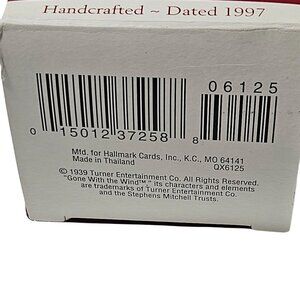 Handcrafted ~ Dated 1997
06125
0 15012 37258 8
Mfd. for Hallmark Cards, Inc., K.C., MO 64141
Made in Thailand
QX6125
© 1939 Turner Entertainment Co. All Rights Reserved.
"Gone With the Wind™," its characters and elements
are trademarks of Turner Entertainment Co.
and the Stephens Mitchell Trusts.